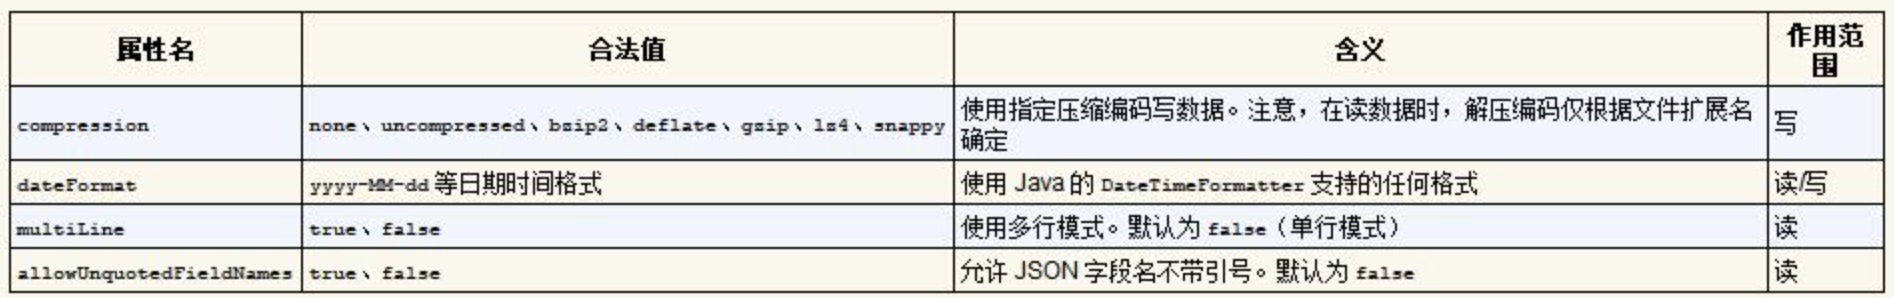 属性名 合法值 含义 作用范
围
compression none、uncompressed、bzip2、deflate、gzip、lz4、snappy 使用指定压缩编码写数据。注意，在读数据时，解压编码仅根据文件扩展名
确定 写
dateFormat yyyy-MM-dd 等日期时间格式 使用 Java 的 DateTimeFormatter 支持的任何格式 读/写
multiLine true、false 使用多行模式。默认为 false（单行模式） 读
allowUnquotedFieldNames true、false 允许 JSON 字段名不带引号。默认为 false 读